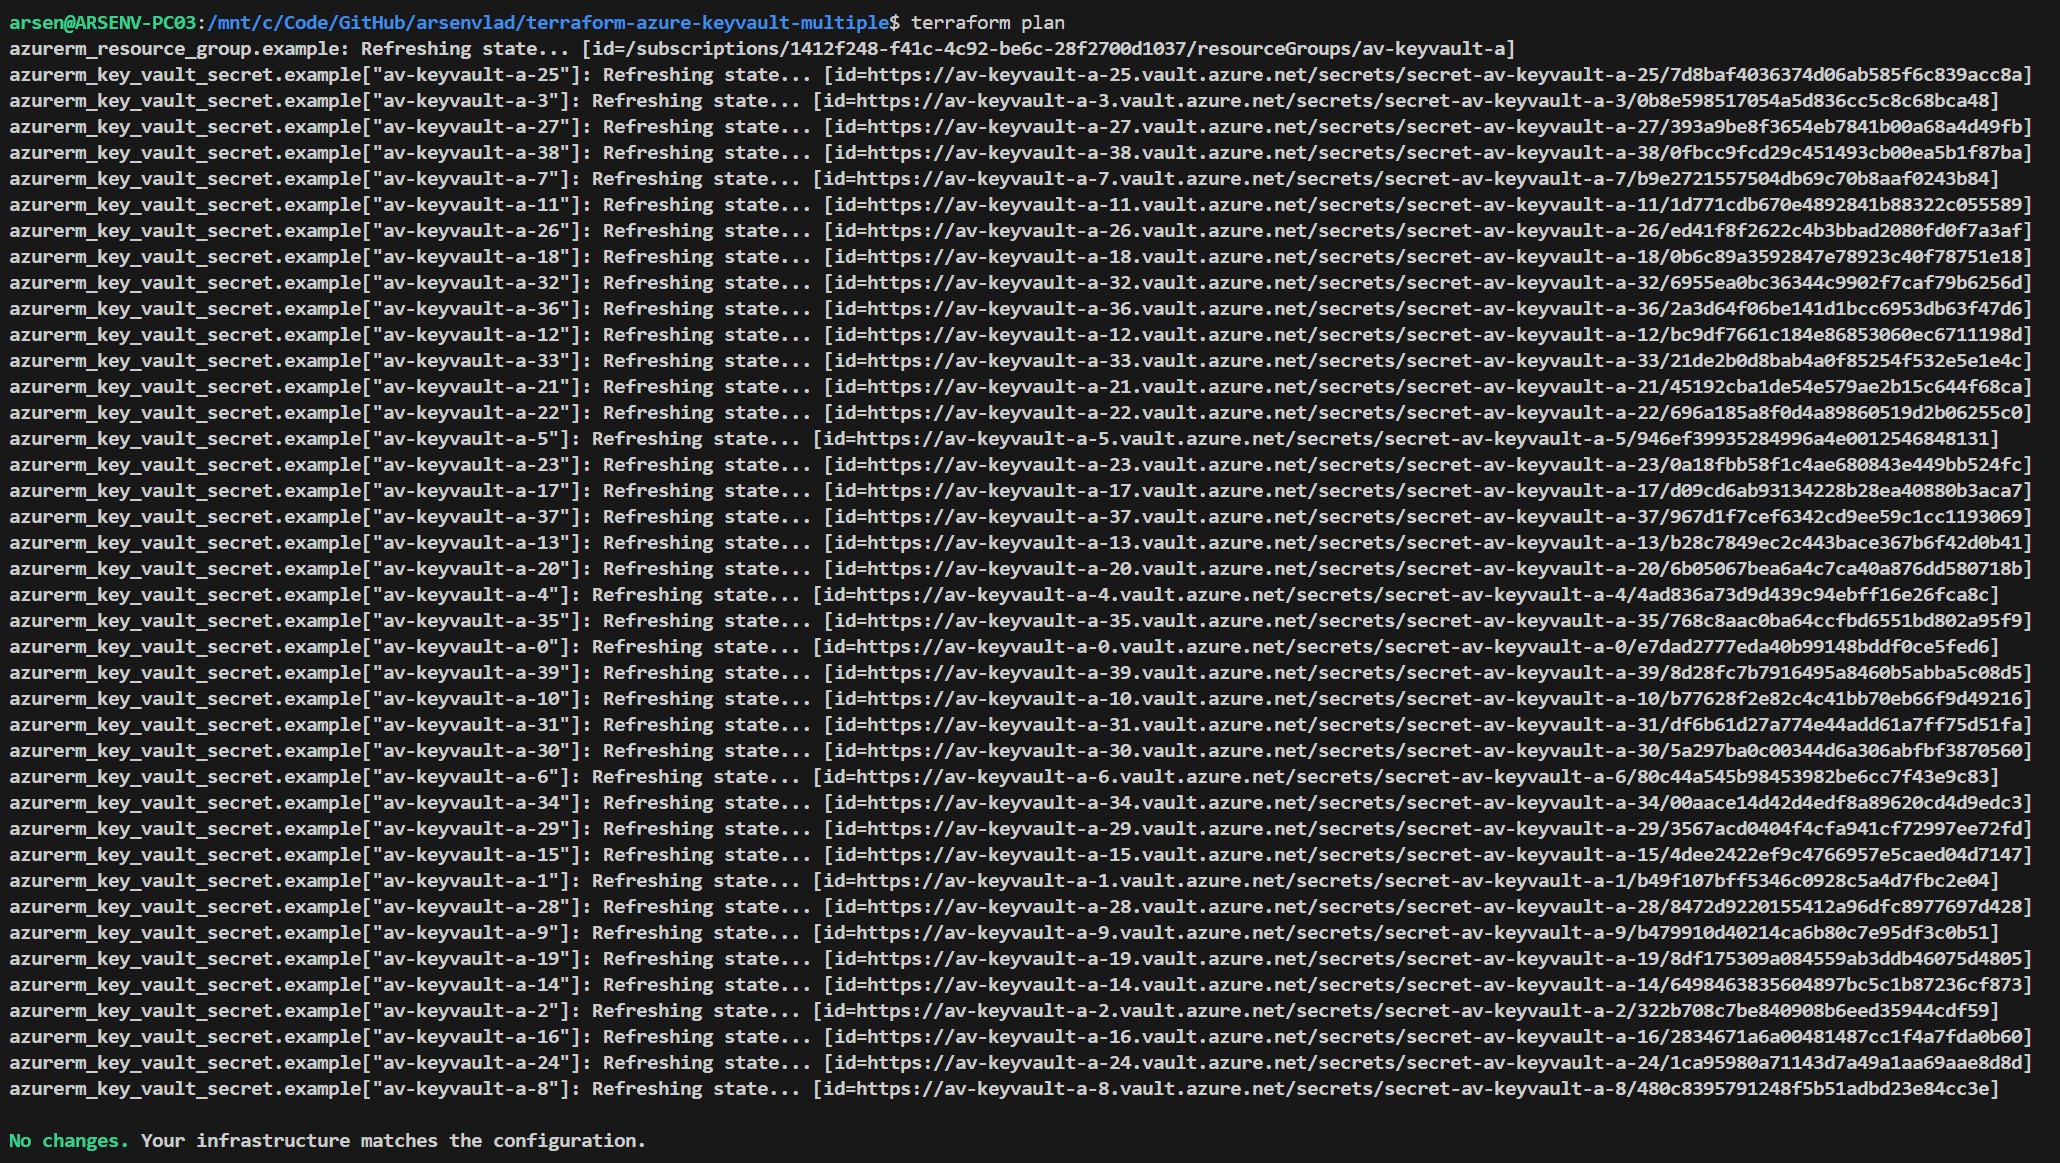 arsen@ARSENV-PC03:/mnt/c/Code/GitHub/arsenvlad/terraform-azure-keyvault-multiple$ terraform plan
azurerm_resource_group.example: Refreshing state... [id=/subscriptions/1412f248-f41c-4c92-be6c-28f2700d1037/resourceGroups/av-keyvault-a]
azurerm_key_vault_secret.example["av-keyvault-a-25"]: Refreshing state... [id=https://av-keyvault-a-25.vault.azure.net/secrets/secret-av-keyvault-a-25/7d8baf4036374d06ab585f6c839acc8a]
azurerm_key_vault_secret.example["av-keyvault-a-3"]: Refreshing state... [id=https://av-keyvault-a-3.vault.azure.net/secrets/secret-av-keyvault-a-3/0b8e598517054a5d836cc5c8c68bca48]
azurerm_key_vault_secret.example["av-keyvault-a-27"]: Refreshing state... [id=https://av-keyvault-a-27.vault.azure.net/secrets/secret-av-keyvault-a-27/393a9be8f3654eb7841b00a68a4d49fb]
azurerm_key_vault_secret.example["av-keyvault-a-38"]: Refreshing state... [id=https://av-keyvault-a-38.vault.azure.net/secrets/secret-av-keyvault-a-38/0fbcc9fcd29c451493cb00ea5b1f87ba]
azurerm_key_vault_secret.example["av-keyvault-a-7"]: Refreshing state... [id=https://av-keyvault-a-7.vault.azure.net/secrets/secret-av-keyvault-a-7/b9e2721557504db69c70b8aaf0243b84]
azurerm_key_vault_secret.example["av-keyvault-a-11"]: Refreshing state... [id=https://av-keyvault-a-11.vault.azure.net/secrets/secret-av-keyvault-a-11/1d771cdb670e4892841b88322c055589]
azurerm_key_vault_secret.example["av-keyvault-a-26"]: Refreshing state... [id=https://av-keyvault-a-26.vault.azure.net/secrets/secret-av-keyvault-a-26/ed41f8f2622c4b3bbad2080fd0f7a3af]
azurerm_key_vault_secret.example["av-keyvault-a-18"]: Refreshing state... [id=https://av-keyvault-a-18.vault.azure.net/secrets/secret-av-keyvault-a-18/0b6c89a3592847e78923c40f78751e18]
azurerm_key_vault_secret.example["av-keyvault-a-32"]: Refreshing state... [id=https://av-keyvault-a-32.vault.azure.net/secrets/secret-av-keyvault-a-32/6955ea0bc36344c9902f7caf79b6256d]
azurerm_key_vault_secret.example["av-keyvault-a-36"]: Refreshing state... [id=https://av-keyvault-a-36.vault.azure.net/secrets/secret-av-keyvault-a-36/2a3d64f06be141d1bcc6953db63f47d6]
azurerm_key_vault_secret.example["av-keyvault-a-12"]: Refreshing state... [id=https://av-keyvault-a-12.vault.azure.net/secrets/secret-av-keyvault-a-12/bc9df7661c184e86853060ec6711198d]
azurerm_key_vault_secret.example["av-keyvault-a-33"]: Refreshing state... [id=https://av-keyvault-a-33.vault.azure.net/secrets/secret-av-keyvault-a-33/21de2b0d8bab4a0f85254f532e5e1e4c]
azurerm_key_vault_secret.example["av-keyvault-a-21"]: Refreshing state... [id=https://av-keyvault-a-21.vault.azure.net/secrets/secret-av-keyvault-a-21/45192cba1de54e579ae2b15c644f68ca]
azurerm_key_vault_secret.example["av-keyvault-a-22"]: Refreshing state... [id=https://av-keyvault-a-22.vault.azure.net/secrets/secret-av-keyvault-a-22/696a185a8f0d4a89860519d2b06255c0]
azurerm_key_vault_secret.example["av-keyvault-a-5"]: Refreshing state... [id=https://av-keyvault-a-5.vault.azure.net/secrets/secret-av-keyvault-a-5/946ef39935284996a4e0012546848131]
azurerm_key_vault_secret.example["av-keyvault-a-23"]: Refreshing state... [id=https://av-keyvault-a-23.vault.azure.net/secrets/secret-av-keyvault-a-23/0a18fbb58f1c4ae680843e449bb524fc]
azurerm_key_vault_secret.example["av-keyvault-a-17"]: Refreshing state... [id=https://av-keyvault-a-17.vault.azure.net/secrets/secret-av-keyvault-a-17/d09cd6ab93134228b28ea40880b3aca7]
azurerm_key_vault_secret.example["av-keyvault-a-37"]: Refreshing state... [id=https://av-keyvault-a-37.vault.azure.net/secrets/secret-av-keyvault-a-37/967d1f7cef6342cd9ee59c1cc1193069]
azurerm_key_vault_secret.example["av-keyvault-a-13"]: Refreshing state... [id=https://av-keyvault-a-13.vault.azure.net/secrets/secret-av-keyvault-a-13/b28c7849ec2c443bace367b6f42d0b41]
azurerm_key_vault_secret.example["av-keyvault-a-20"]: Refreshing state... [id=https://av-keyvault-a-20.vault.azure.net/secrets/secret-av-keyvault-a-20/6b05067bea6a4c7ca40a876dd580718b]
azurerm_key_vault_secret.example["av-keyvault-a-4"]: Refreshing state... [id=https://av-keyvault-a-4.vault.azure.net/secrets/secret-av-keyvault-a-4/4ad836a73d9d439c94ebff16e26fca8c]
azurerm_key_vault_secret.example["av-keyvault-a-35"]: Refreshing state... [id=https://av-keyvault-a-35.vault.azure.net/secrets/secret-av-keyvault-a-35/768c8aac0ba64ccfbd6551bd802a95f9]
azurerm_key_vault_secret.example["av-keyvault-a-0"]: Refreshing state... [id=https://av-keyvault-a-0.vault.azure.net/secrets/secret-av-keyvault-a-0/e7dad2777eda40b99148bddf0ce5fed6]
azurerm_key_vault_secret.example["av-keyvault-a-39"]: Refreshing state... [id=https://av-keyvault-a-39.vault.azure.net/secrets/secret-av-keyvault-a-39/8d28fc7b7916495a8460b5abba5c08d5]
azurerm_key_vault_secret.example["av-keyvault-a-10"]: Refreshing state... [id=https://av-keyvault-a-10.vault.azure.net/secrets/secret-av-keyvault-a-10/b77628f2e82c4c41bb70eb66f9d49216]
azurerm_key_vault_secret.example["av-keyvault-a-31"]: Refreshing state... [id=https://av-keyvault-a-31.vault.azure.net/secrets/secret-av-keyvault-a-31/df6b61d27a774e44add61a7ff75d51fa]
azurerm_key_vault_secret.example["av-keyvault-a-30"]: Refreshing state... [id=https://av-keyvault-a-30.vault.azure.net/secrets/secret-av-keyvault-a-30/5a297ba0c00344d6a306abfbf3870560]
azurerm_key_vault_secret.example["av-keyvault-a-6"]: Refreshing state... [id=https://av-keyvault-a-6.vault.azure.net/secrets/secret-av-keyvault-a-6/80c44a545b98453982be6cc7f43e9c83]
azurerm_key_vault_secret.example["av-keyvault-a-34"]: Refreshing state... [id=https://av-keyvault-a-34.vault.azure.net/secrets/secret-av-keyvault-a-34/00aace14d42d4edf8a89620cd4d9edc3]
azurerm_key_vault_secret.example["av-keyvault-a-29"]: Refreshing state... [id=https://av-keyvault-a-29.vault.azure.net/secrets/secret-av-keyvault-a-29/3567acd0404f4cfa941cf72997ee72fd]
azurerm_key_vault_secret.example["av-keyvault-a-15"]: Refreshing state... [id=https://av-keyvault-a-15.vault.azure.net/secrets/secret-av-keyvault-a-15/4dee2422ef9c4766957e5caed04d7147]
azurerm_key_vault_secret.example["av-keyvault-a-1"]: Refreshing state... [id=https://av-keyvault-a-1.vault.azure.net/secrets/secret-av-keyvault-a-1/b49f107bff5346c0928c5a4d7fbc2e04]
azurerm_key_vault_secret.example["av-keyvault-a-28"]: Refreshing state... [id=https://av-keyvault-a-28.vault.azure.net/secrets/secret-av-keyvault-a-28/8472d9220155412a96dfc8977697d428]
azurerm_key_vault_secret.example["av-keyvault-a-9"]: Refreshing state... [id=https://av-keyvault-a-9.vault.azure.net/secrets/secret-av-keyvault-a-9/b479910d40214ca6b80c7e95df3c0b51]
azurerm_key_vault_secret.example["av-keyvault-a-19"]: Refreshing state... [id=https://av-keyvault-a-19.vault.azure.net/secrets/secret-av-keyvault-a-19/8df175309a084559ab3ddb46075d4805]
azurerm_key_vault_secret.example["av-keyvault-a-14"]: Refreshing state... [id=https://av-keyvault-a-14.vault.azure.net/secrets/secret-av-keyvault-a-14/6498463835604897bc5c1b87236cf873]
azurerm_key_vault_secret.example["av-keyvault-a-2"]: Refreshing state... [id=https://av-keyvault-a-2.vault.azure.net/secrets/secret-av-keyvault-a-2/322b708c7be840908b6eed35944cdf59]
azurerm_key_vault_secret.example["av-keyvault-a-16"]: Refreshing state... [id=https://av-keyvault-a-16.vault.azure.net/secrets/secret-av-keyvault-a-16/2834671a6a00481487cc1f4a7fda0b60]
azurerm_key_vault_secret.example["av-keyvault-a-24"]: Refreshing state... [id=https://av-keyvault-a-24.vault.azure.net/secrets/secret-av-keyvault-a-24/1ca95980a71143d7a49a1aa69aae8d8d]
azurerm_key_vault_secret.example["av-keyvault-a-8"]: Refreshing state... [id=https://av-keyvault-a-8.vault.azure.net/secrets/secret-av-keyvault-a-8/480c8395791248f5b51adbd23e84cc3e]
No changes. Your infrastructure matches the configuration.